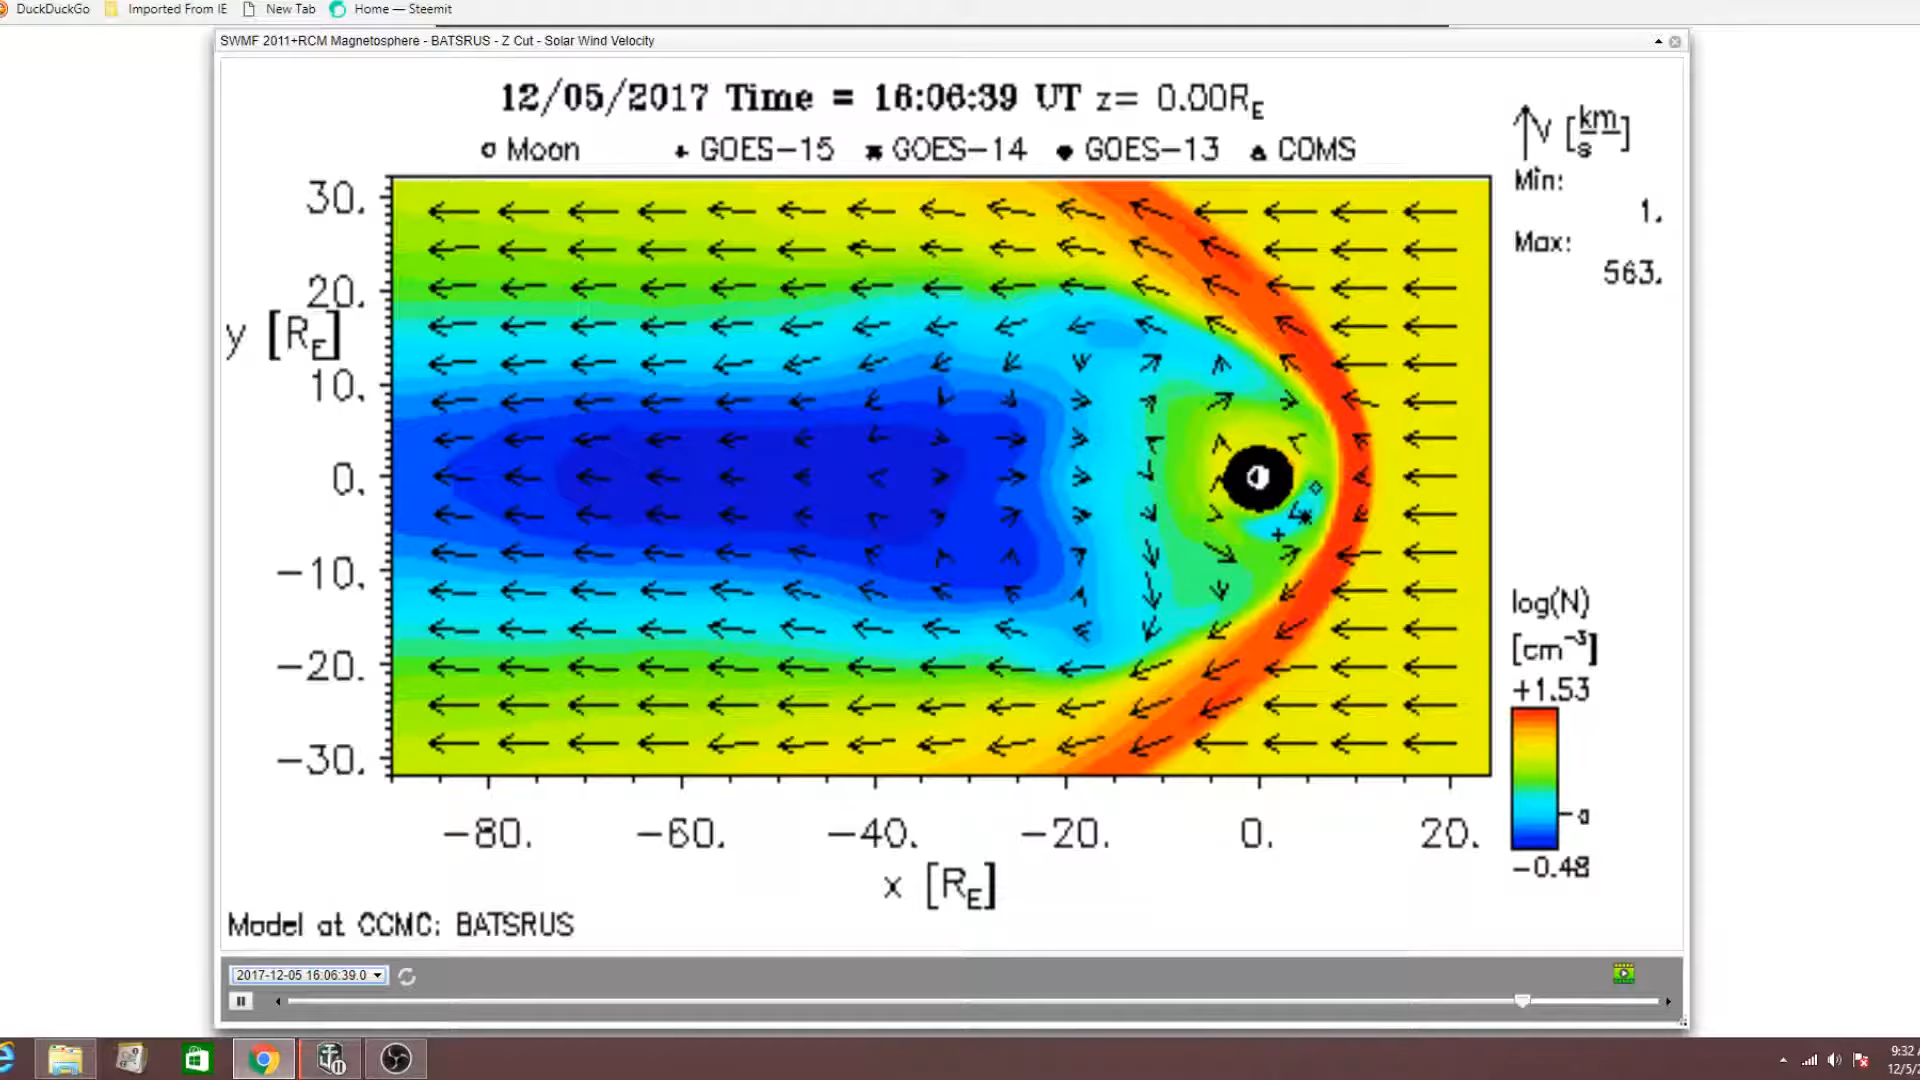 DuckDuckGo Imported From IE New Tab Home — Steemit
SWMF 2011+RCM Magnetosphere - BATSRUS - Z Cut - Solar Wind Velocity
12/05/2017 Time = 16:06:39 UT z= 0.00RE
Moon GOES-15 GOES-14 GOES-13 COMS
V [km/s]
Min:
1.
Max:
563.
30.
20.
y [RE]
10.
0.
-10.
-20.
-30.
-80. -60. -40. -20. 0. 20.
x [RE]
log(N)
[cm-3]
+1.53
-0.48
Model at CCMC: BATSRUS
2017-12-05 16:06:39.0
9:32